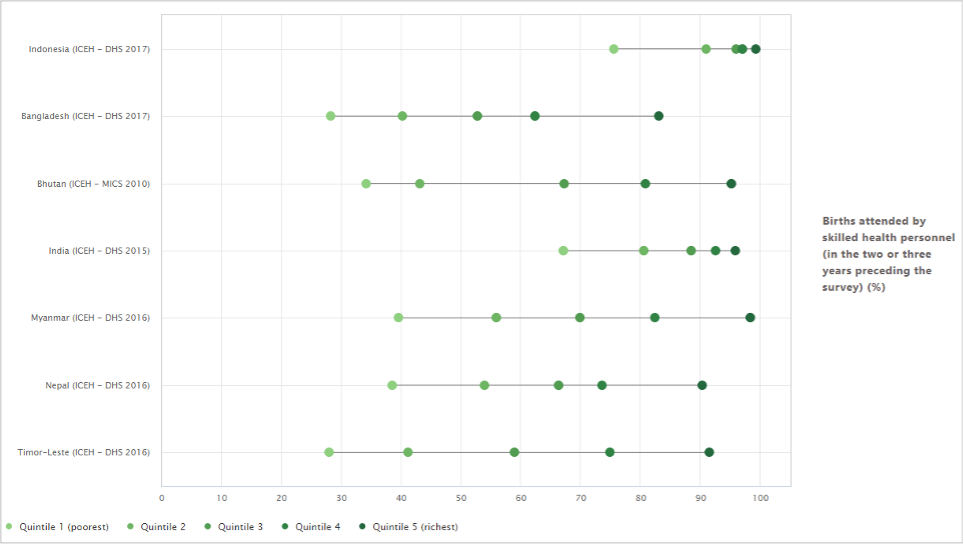 Indonesia (ICEH - DHS 2017)
Bangladesh (ICEH - DHS 2017)
Bhutan (ICEH - MICS 2010)
India (ICEH - DHS 2015)
Myanmar (ICEH - DHS 2016)
Nepal (ICEH - DHS 2016)
Timor-Leste (ICEH - DHS 2016)
Births attended by
skilled health personnel
(in the two or three
years preceding the
survey) (%)
0 10 20 30 40 50 60 70 80 90 100
Quintile 1 (poorest) Quintile 2 Quintile 3 Quintile 4 Quintile 5 (richest)